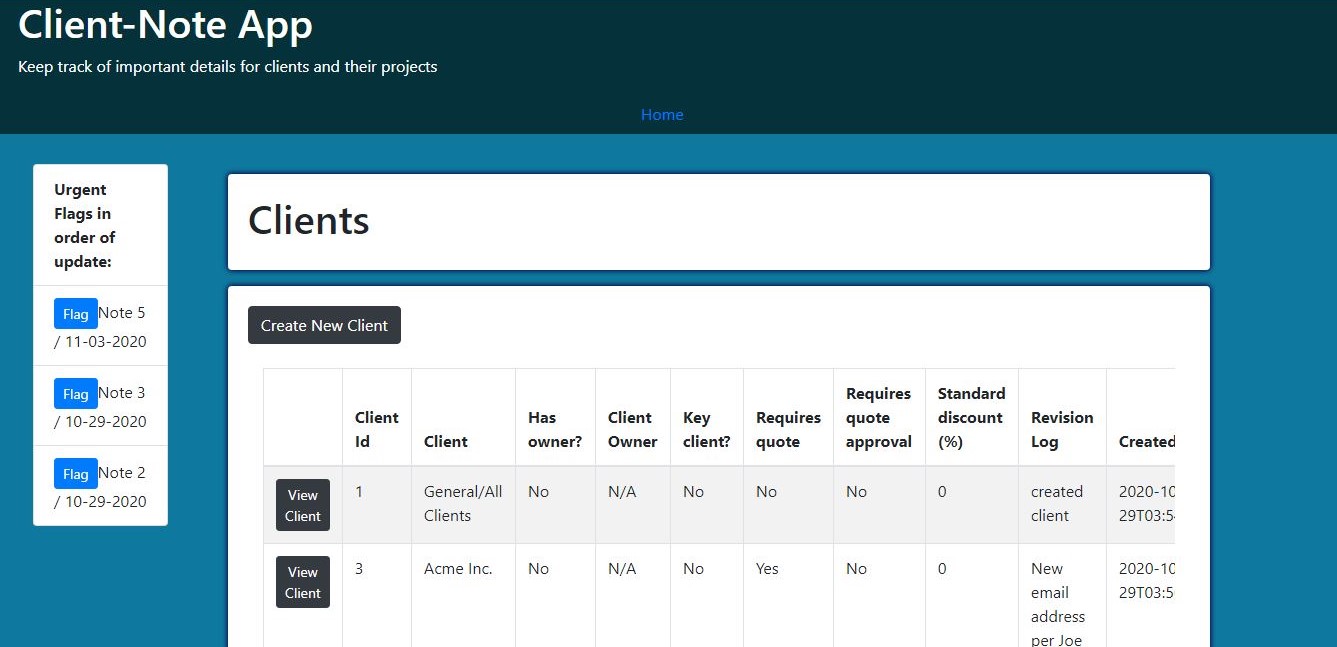 Client-Note App
Keep track of important details for clients and their projects
Home
Urgent
Flags in
order of
update:
Flag Note 5
/ 11-03-2020
Flag Note 3
/ 10-29-2020
Flag Note 2
/ 10-29-2020
Clients
Create New Client
Client Id
Client
Has owner?
Client Owner
Key client?
Requires quote
Requires quote approval
Standard discount (%)
Revision Log
Created
View Client
1
General/All Clients
No
N/A
No
No
No
0
created client
2020-10
29T03:5
View Client
3
Acme Inc.
No
N/A
No
Yes
No
0
New email address per Joe
2020-10
29T03:5